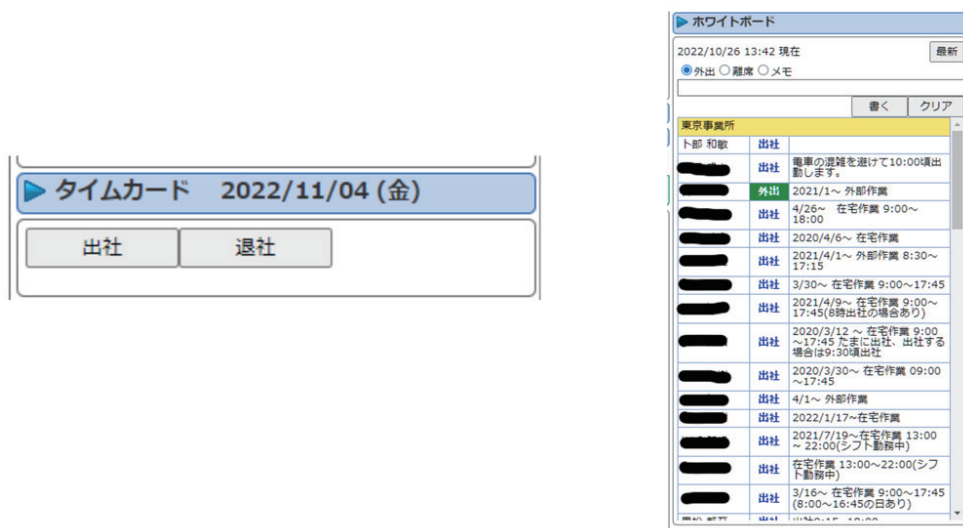 タイムカード 2022/11/04 (金)
出社 退社
ホワイトボード
2022/10/26 13:42 現在 最新
外出 離席 メモ
書く クリア
東京事業所
卜部 和敏 出社
出社 電車の混雑を避けて10:00頃出
勤します。
外出 2021/1～ 外部作業
出社 4/26～ 在宅作業 9:00～
18:00
出社 2020/4/6～ 在宅作業
出社 2021/4/1～ 外部作業 8:30～
17:15
出社 3/30～ 在宅作業 9:00～17:45
出社 2021/4/9～ 在宅作業 9:00～
17:45(8時出社の場合あり)
出社 2020/3/12 ～ 在宅作業 9:00
～17:45 たまに出社、出社する
場合は9:30頃出社
出社 2020/3/30～ 在宅作業 09:00
～17:45
出社 4/1～ 外部作業
出社 2022/1/17~在宅作業
出社 2021/7/19～在宅作業 13:00
~ 22:00(シフト勤務中)
出社 在宅作業 13:00～22:00(シフ
ト勤務中)
出社 3/16～ 在宅作業 9:00～17:45
(8:00～16:45の日あり)